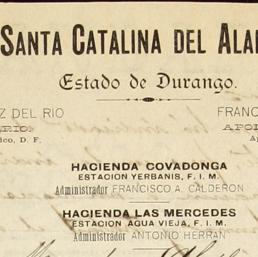 SANTA CATALINA DEL
Estado de Durango.
Z DEL RIO FRANC
ico, D. F.
HACIENDA COVADONGA
ESTACION YERBANIS, F. I. M.
Administrador FRANCISCO A. CALDERON
HACIENDA LAS MERCEDES
ESTACION AGUA VIEJA, F. I. M.
Administrador ANTONIO HERRAN